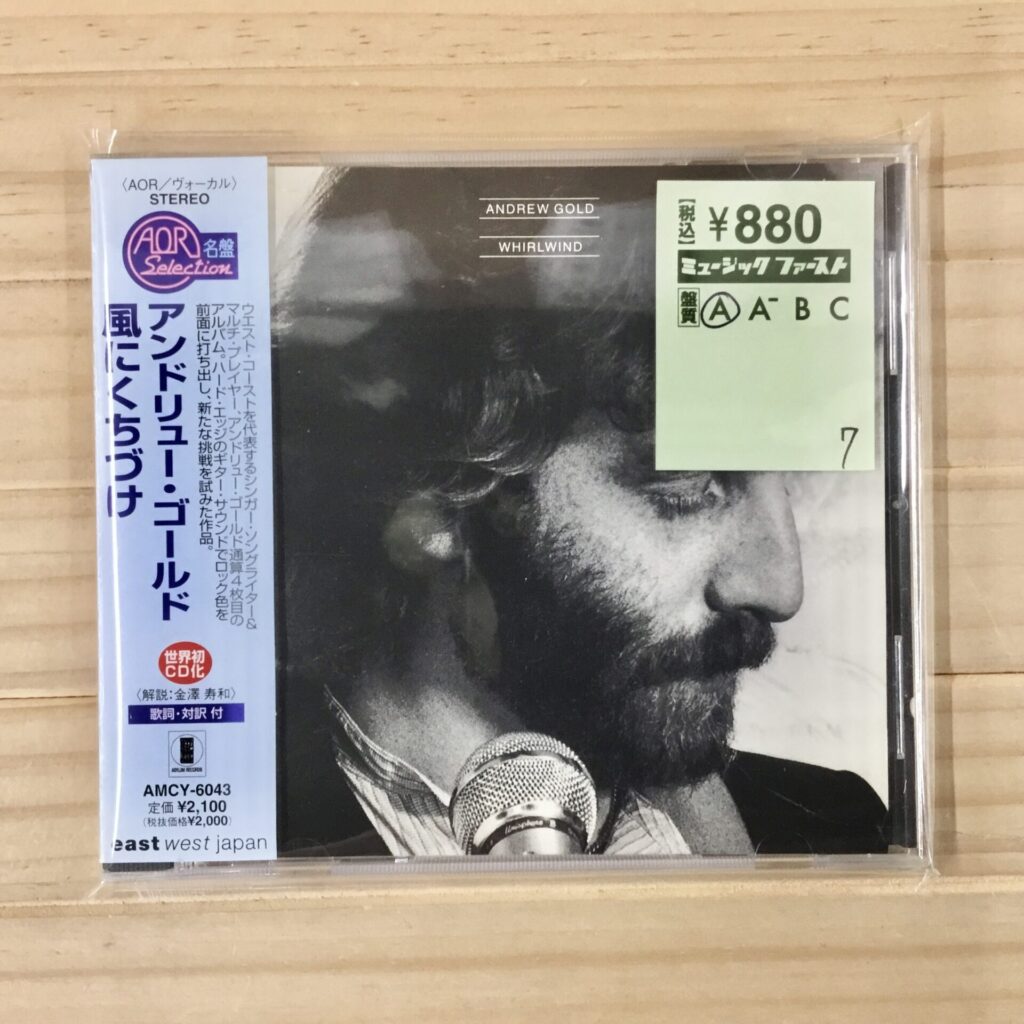 〈AOR／ヴォーカル〉
STEREO
AOR
名盤
Selection
ウエスト・コーストを代表するシンガー・ソングライター&
マルチ・プレイヤー、アンドリュー・ゴールド通算4枚目の
アルバム。ハード・エッジのギター・サウンドでロック色を
前面に打ち出し、新たな挑戦を試みた作品。
アンドリュー・ゴールド
風にくちづけ
世界初
CD化
〈解説：金澤 寿和〉
歌詞・対訳 付
ASYLUM RECORDS
AMCY-6043
定価 ¥2,100
(税抜価格¥2,000)
east west japan
ANDREW GOLD
WHIRLWIND
【税込】 ¥880
ミュージックファースト
盤質 A A⁻ B C
7